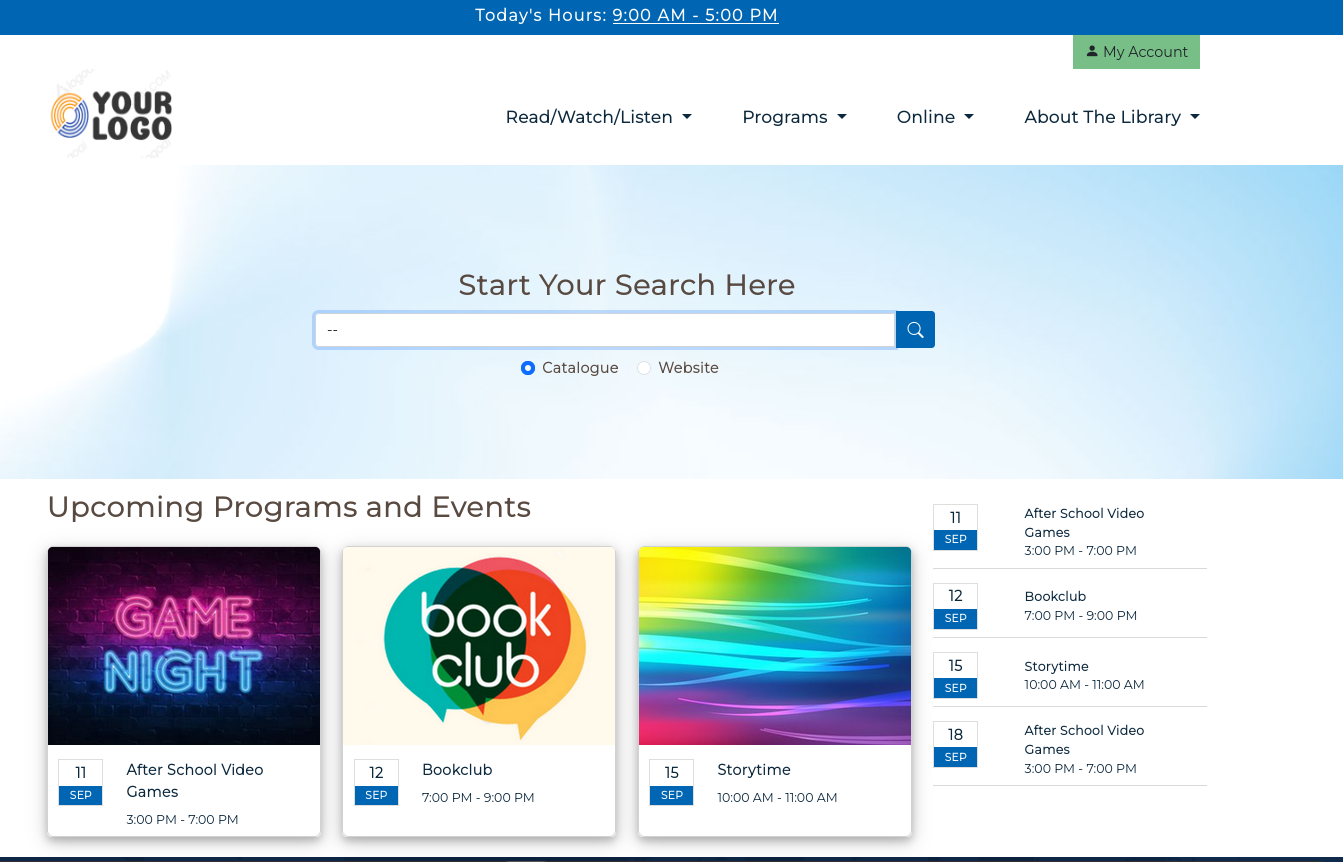 Today's Hours: 9:00 AM - 5:00 PM
My Account
YOUR
LOGO
Read/Watch/Listen Programs Online About The Library
Start Your Search Here
--
Catalogue Website
Upcoming Programs and Events
GAME
NIGHT
11
SEP
After School Video
Games
3:00 PM - 7:00 PM
book
club
12
SEP
Bookclub
7:00 PM - 9:00 PM
15
SEP
Storytime
10:00 AM - 11:00 AM
11
SEP
After School Video
Games
3:00 PM - 7:00 PM
12
SEP
Bookclub
7:00 PM - 9:00 PM
15
SEP
Storytime
10:00 AM - 11:00 AM
18
SEP
After School Video
Games
3:00 PM - 7:00 PM